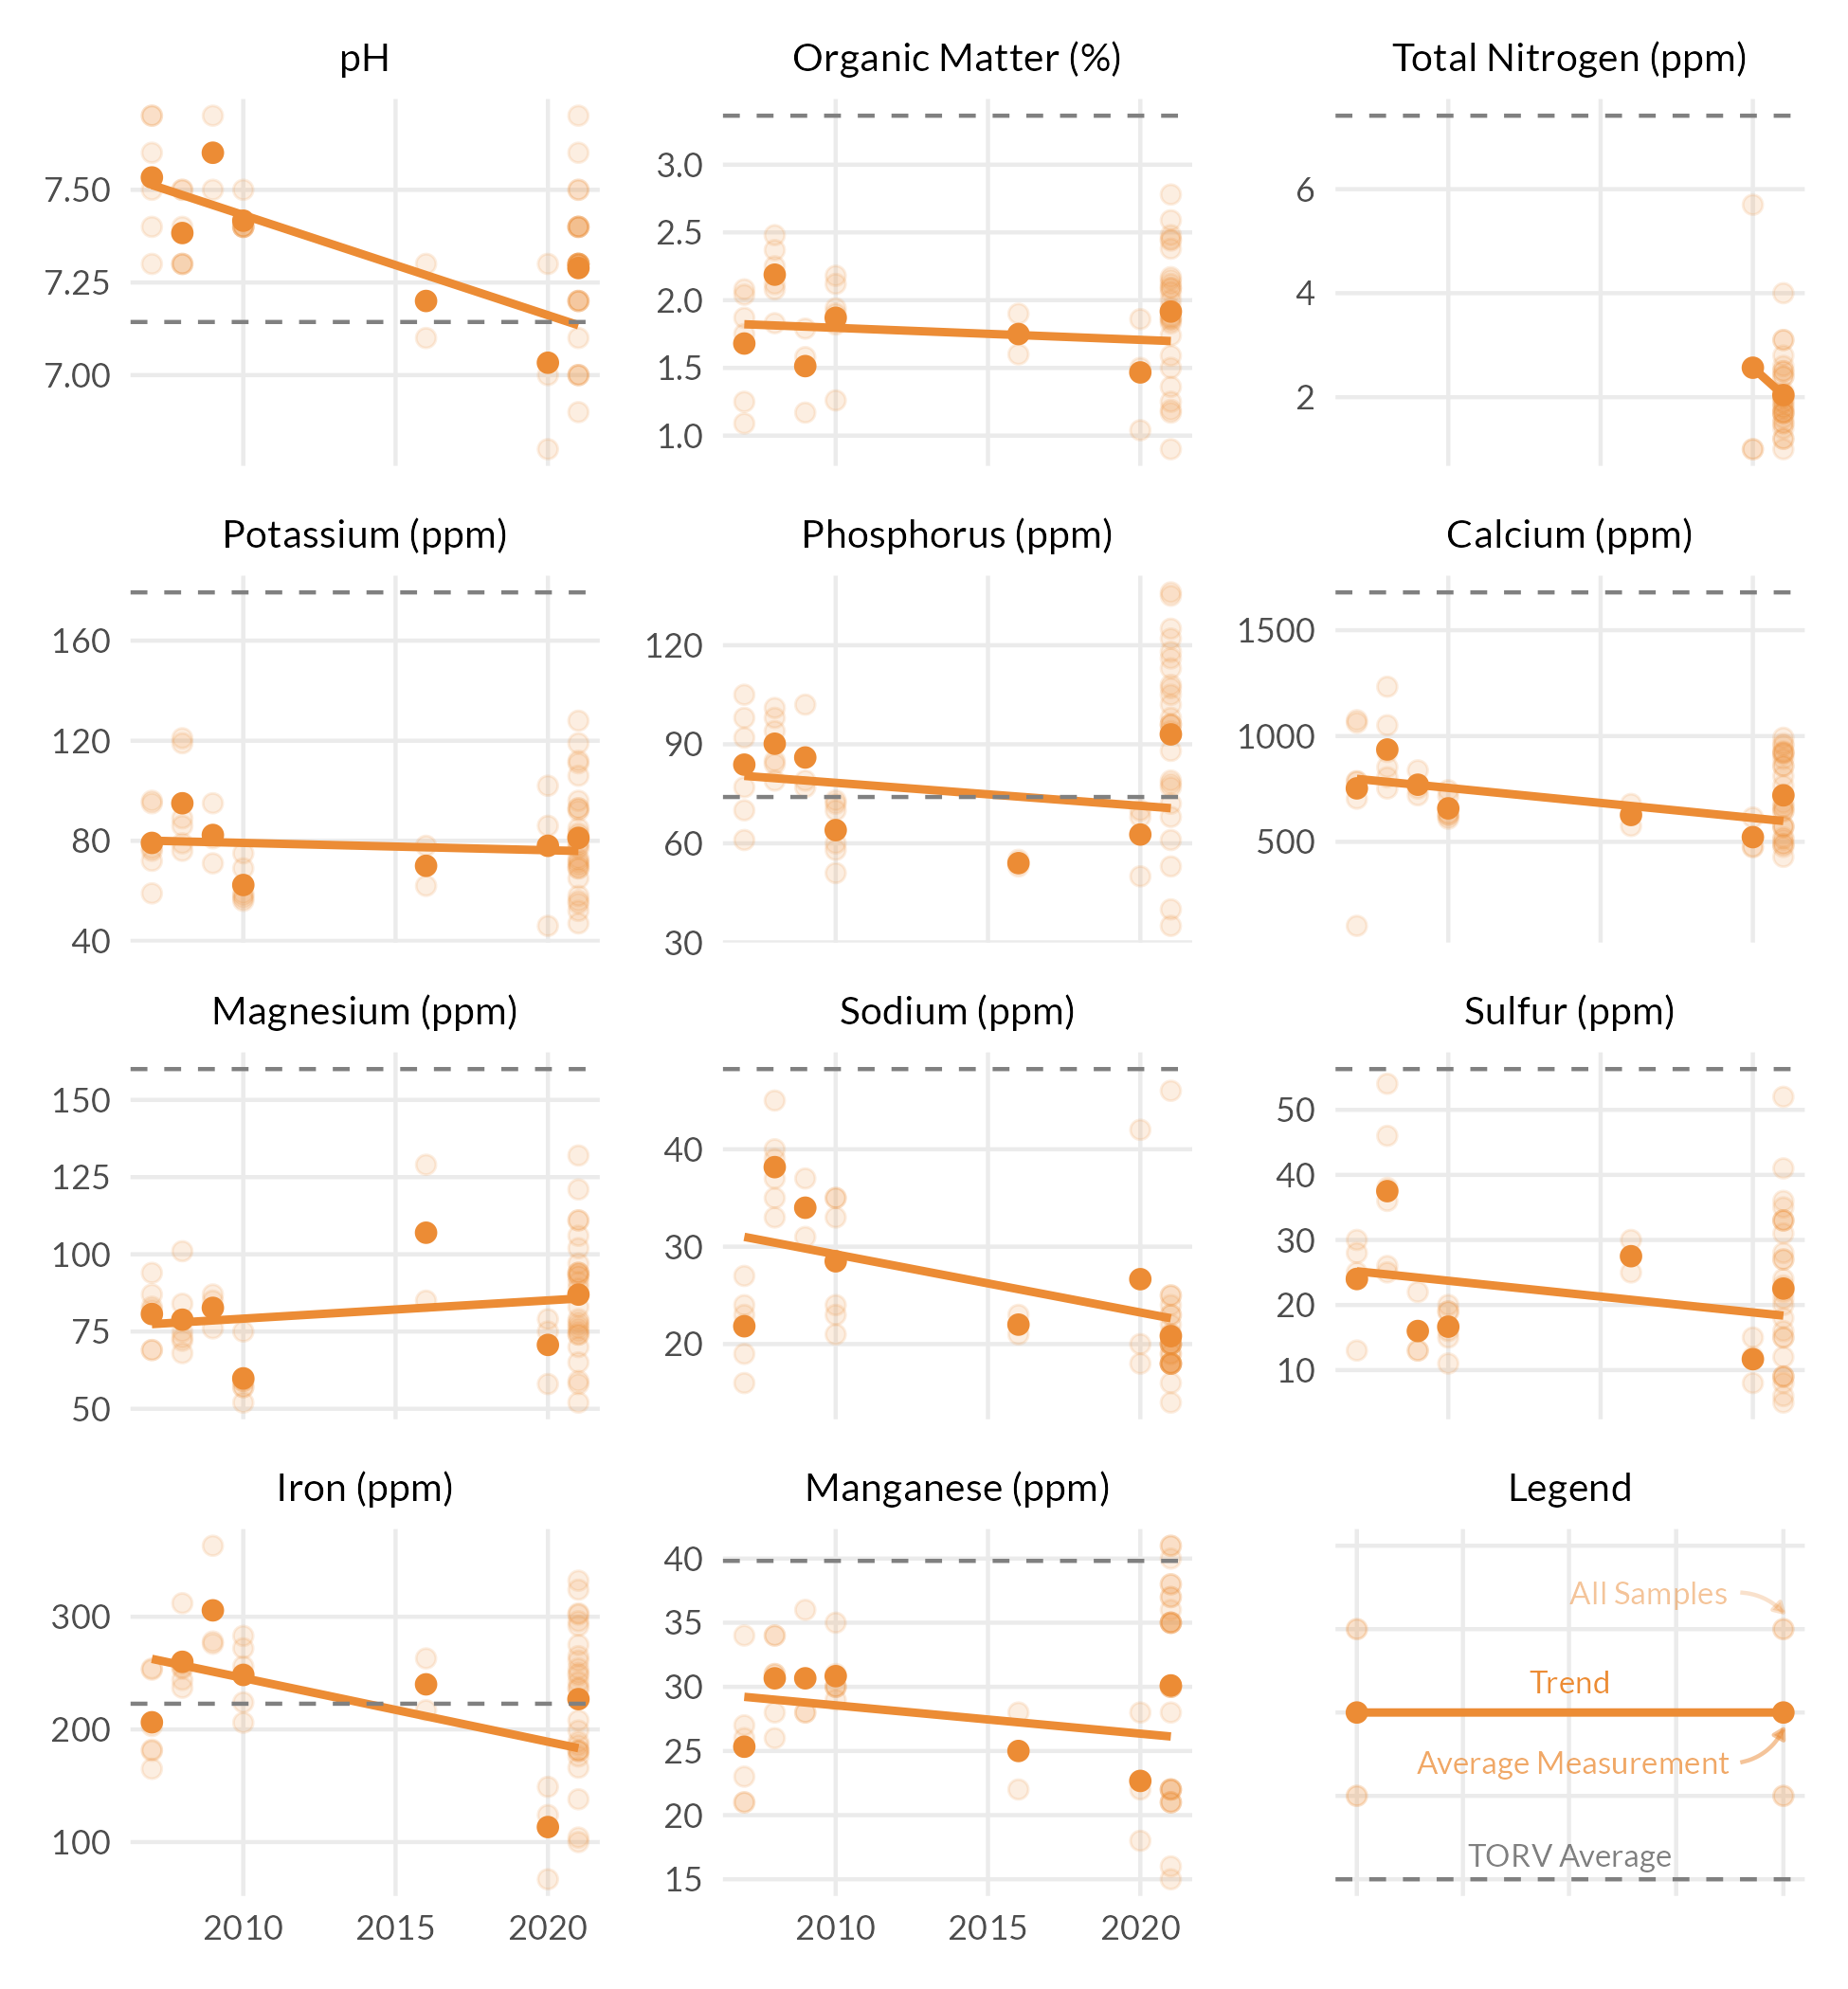 pH
Organic Matter (%)
Total Nitrogen (ppm)
7.50
7.25
7.00
3.0
2.5
2.0
1.5
1.0
6
4
2
Potassium (ppm)
Phosphorus (ppm)
Calcium (ppm)
160
120
80
40
120
90
60
30
1500
1000
500
Magnesium (ppm)
Sodium (ppm)
Sulfur (ppm)
150
125
100
75
50
40
30
20
50
40
30
20
10
Iron (ppm)
Manganese (ppm)
Legend
300
200
100
2010 2015 2020
40
35
30
25
20
15
2010 2015 2020
All Samples
Trend
Average Measurement
TORV Average